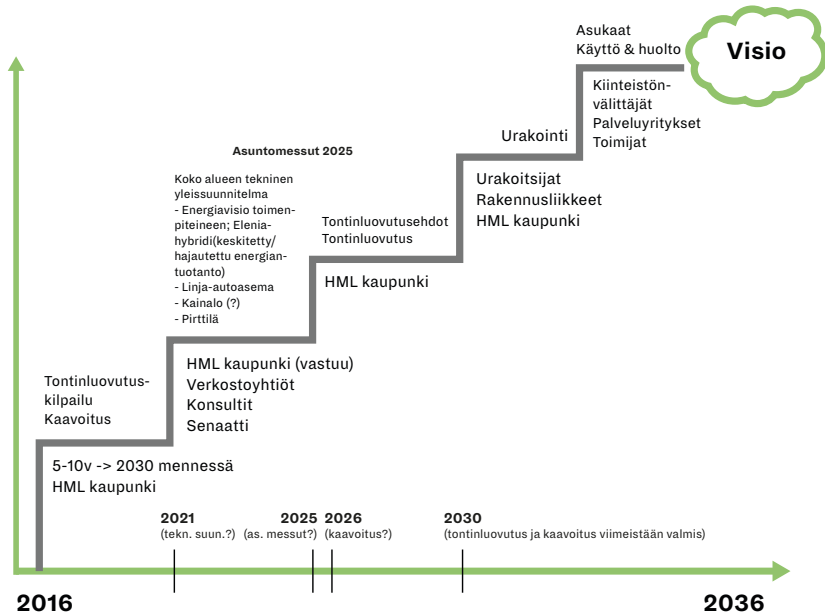 Asukaat
Käyttö & huolto
Visio
Kiinteistön-
välittäjät
Palveluyritykset
Toimijat
Urakointi
Urakoitsijat
Rakennusliikkeet
HML kaupunki
Asuntomessut 2025
Koko alueen tekninen
yleissuunnitelma
- Energiavisio toimen-
piteineen; Elenia-
hybridi(keskitetty/
hajautettu energian-
tuotanto)
- Linja-autoasema
- Kainalo (?)
- Pirttilä
Tontinluovutusehdot
Tontinluovutus
HML kaupunki
HML kaupunki (vastuu)
Verkostoyhtiöt
Konsultit
Senaatti
Tontinluovutus-
kilpailu
Kaavoitus
5-10v -> 2030 mennessä
HML kaupunki
2021
(tekn. suun.?)
2025
(as. messut?)
2026
(kaavoitus?)
2030
(tontinluovutus ja kaavoitus viimeistään valmis)
2016
2036